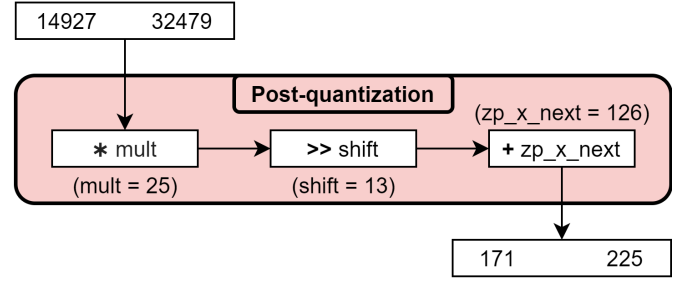 14927 32479
Post-quantization
(zp_x_next = 126)
* mult >> shift + zp_x_next
(mult = 25) (shift = 13)
171 225